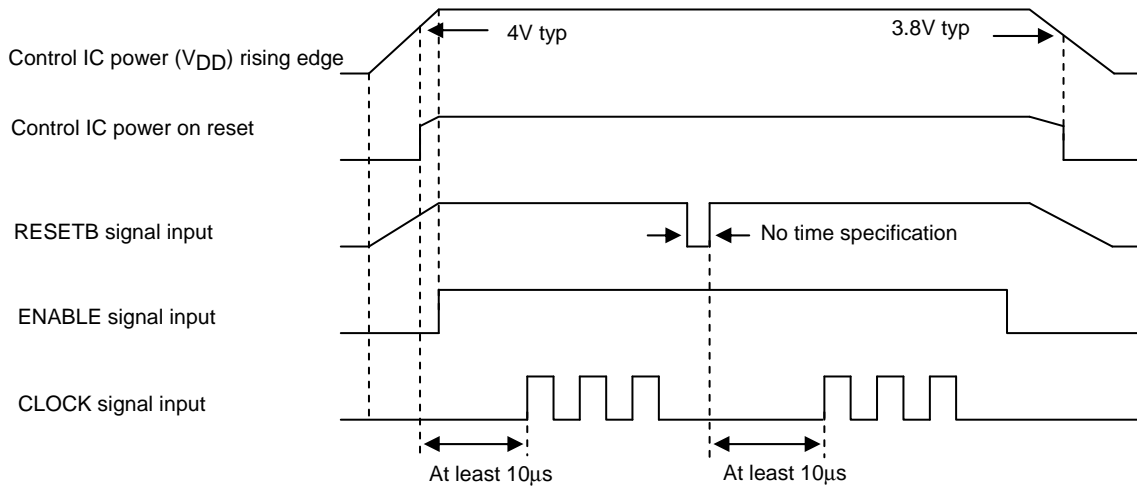 4V typ
3.8V typ
Control IC power (VDD) rising edge
Control IC power on reset
RESETB signal input
No time specification
ENABLE signal input
CLOCK signal input
At least 10μs
At least 10μs